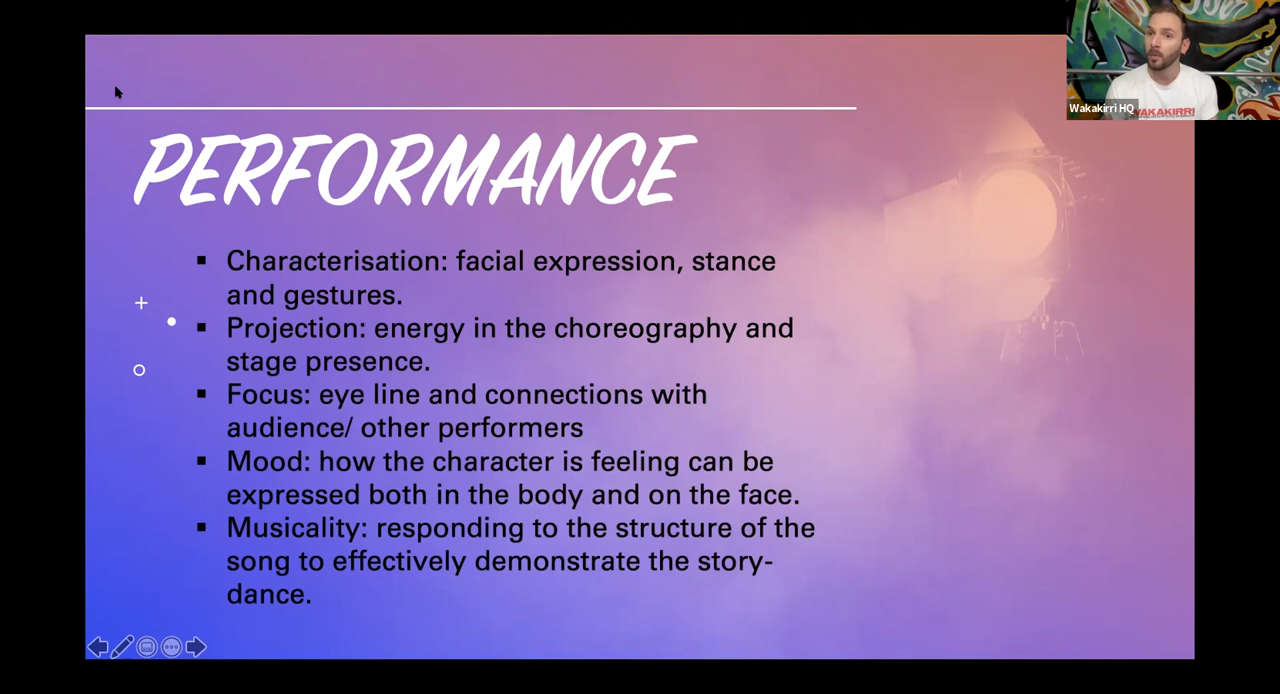 Wakakirri HQ
WAKAKIRRI
PERFORMANCE
▪ Characterisation: facial expression, stance
and gestures.
▪ Projection: energy in the choreography and
stage presence.
▪ Focus: eye line and connections with
audience/ other performers
▪ Mood: how the character is feeling can be
expressed both in the body and on the face.
▪ Musicality: responding to the structure of the
song to effectively demonstrate the story-
dance.